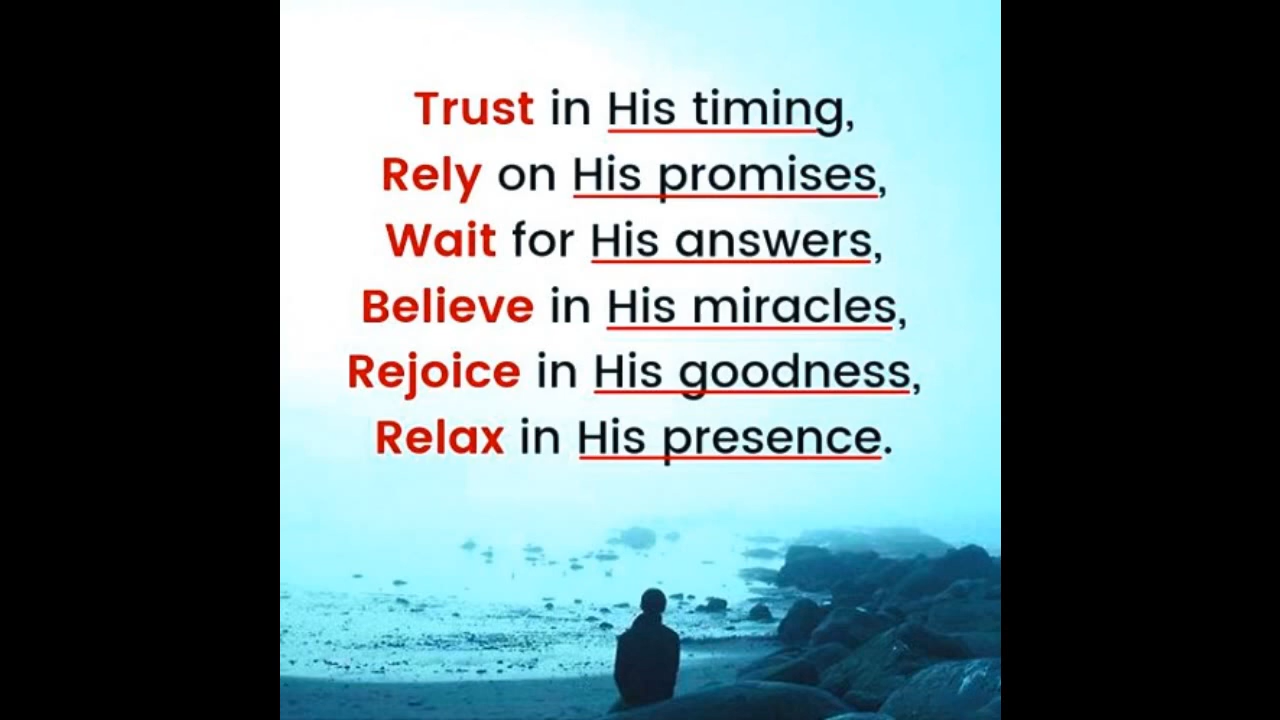 Trust in His timing,
Rely on His promises,
Wait for His answers,
Believe in His miracles,
Rejoice in His goodness,
Relax in His presence.